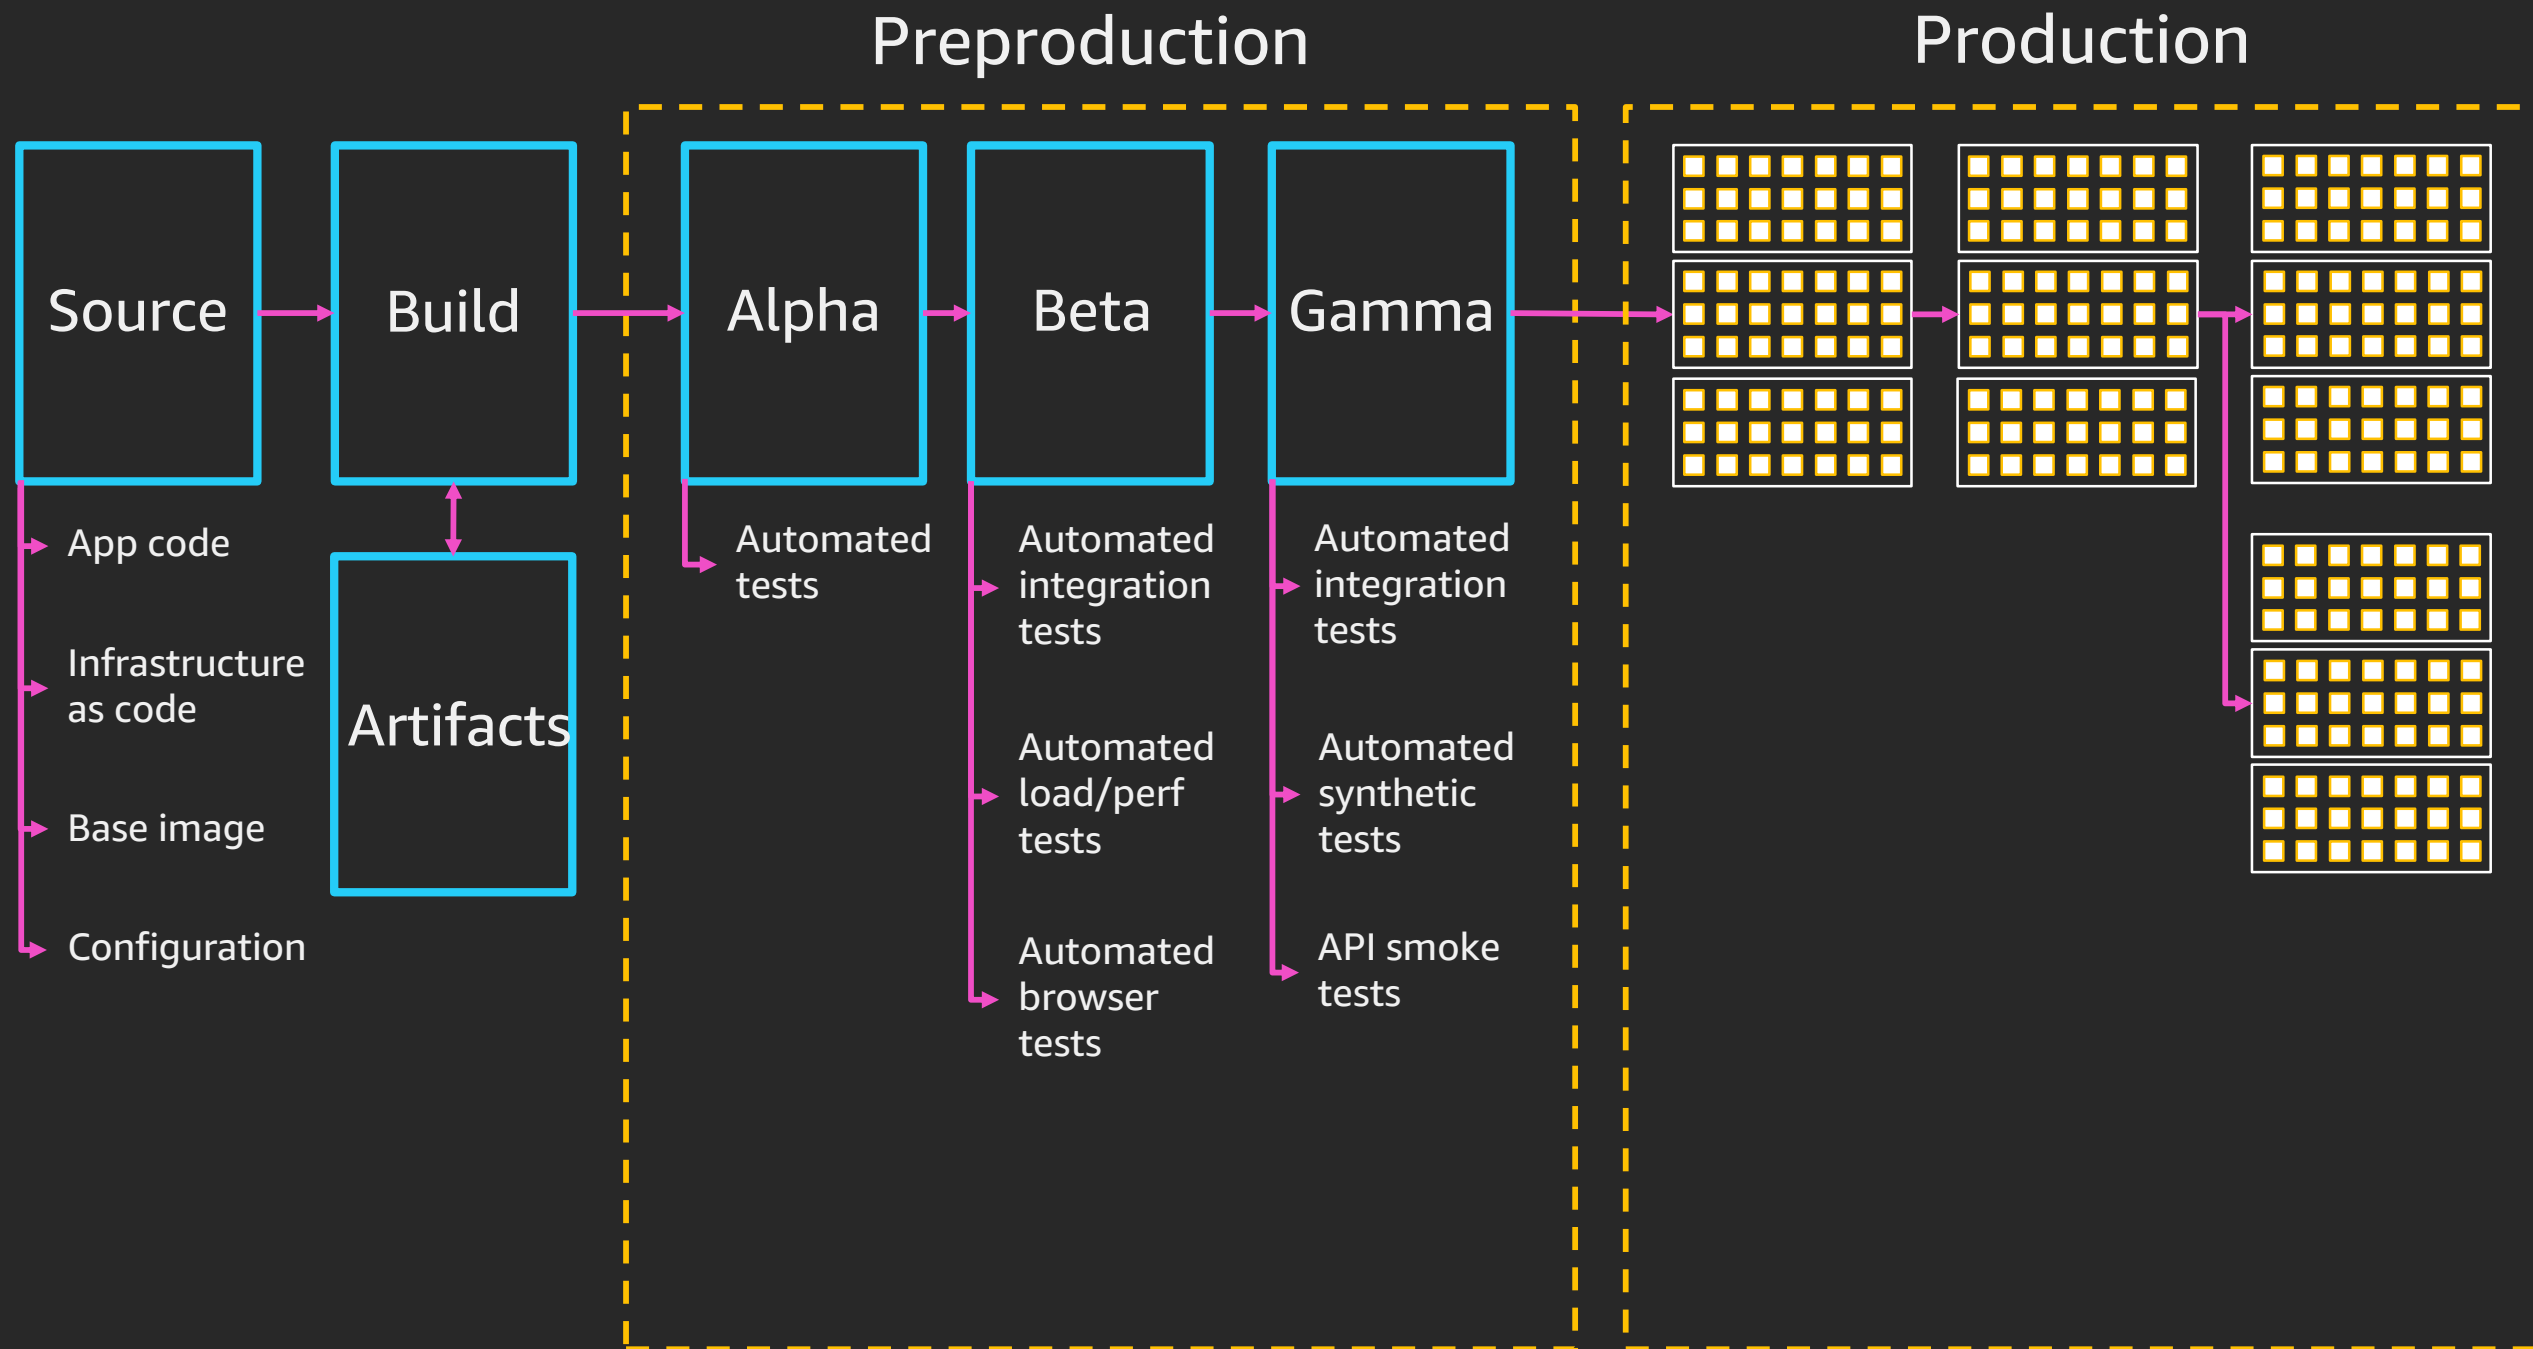 Preproduction
Production
Source
Build
Alpha
Beta
Gamma
App code
Infrastructure
as code
Base image
Configuration
Artifacts
Automated
tests
Automated
integration
tests
Automated
load/perf
tests
Automated
browser
tests
Automated
integration
tests
Automated
synthetic
tests
API smoke
tests